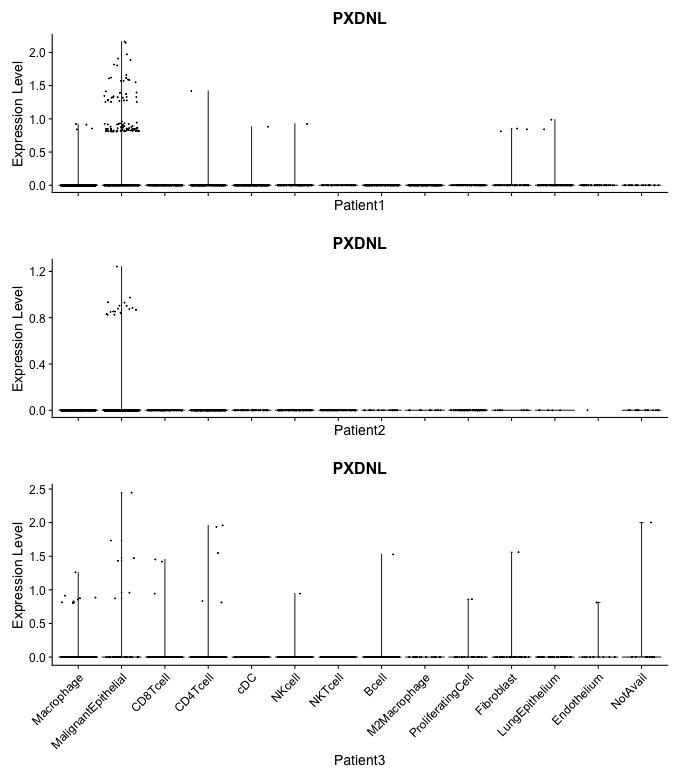 PXDNL
Expression Level
2.0
1.5
1.0
0.5
0.0
Patient1
PXDNL
Expression Level
1.2
0.8
0.4
0.0
Patient2
PXDNL
Expression Level
2.5
2.0
1.5
1.0
0.5
0.0
Macrophage
MalignantEpithelial
CD8Tcell
CD4Tcell
cDC
NKcell
NKTcell
Bcell
M2Macrophage
ProliferatingCell
Fibroblast
LungEpithelium
Endothelium
NotAvail
Patient3